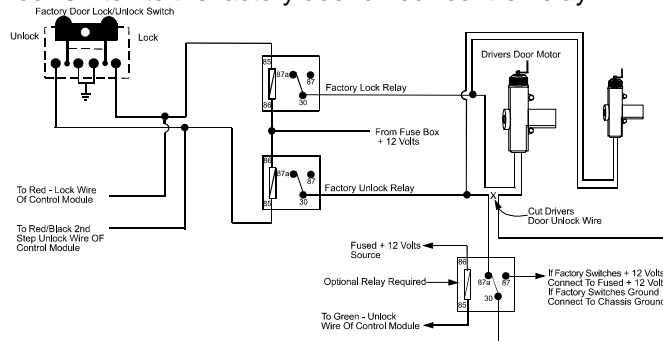 Factory Door Lock/Unlock Switch
Unlock
Lock
85
87a
87
86
30
Factory Lock Relay
Drivers Door Motor
From Fuse Box
+ 12 Volts
86
87a
87
85
30
Factory Unlock Relay
To Red - Lock Wire
Of Control Module
X
Cut Drivers
Door Unlock Wire
To Red/Black 2nd
Step Unlock Wire OF
Control Module
Fused + 12 Volts
Source
86
Optional Relay Required
87a
87
30
85
If Factory Switches + 12 Volts
Connect To Fused + 12 Volt
If Factory Switches Ground
Connect To Chassis Ground
To Green - Unlock
Wire Of Control Module